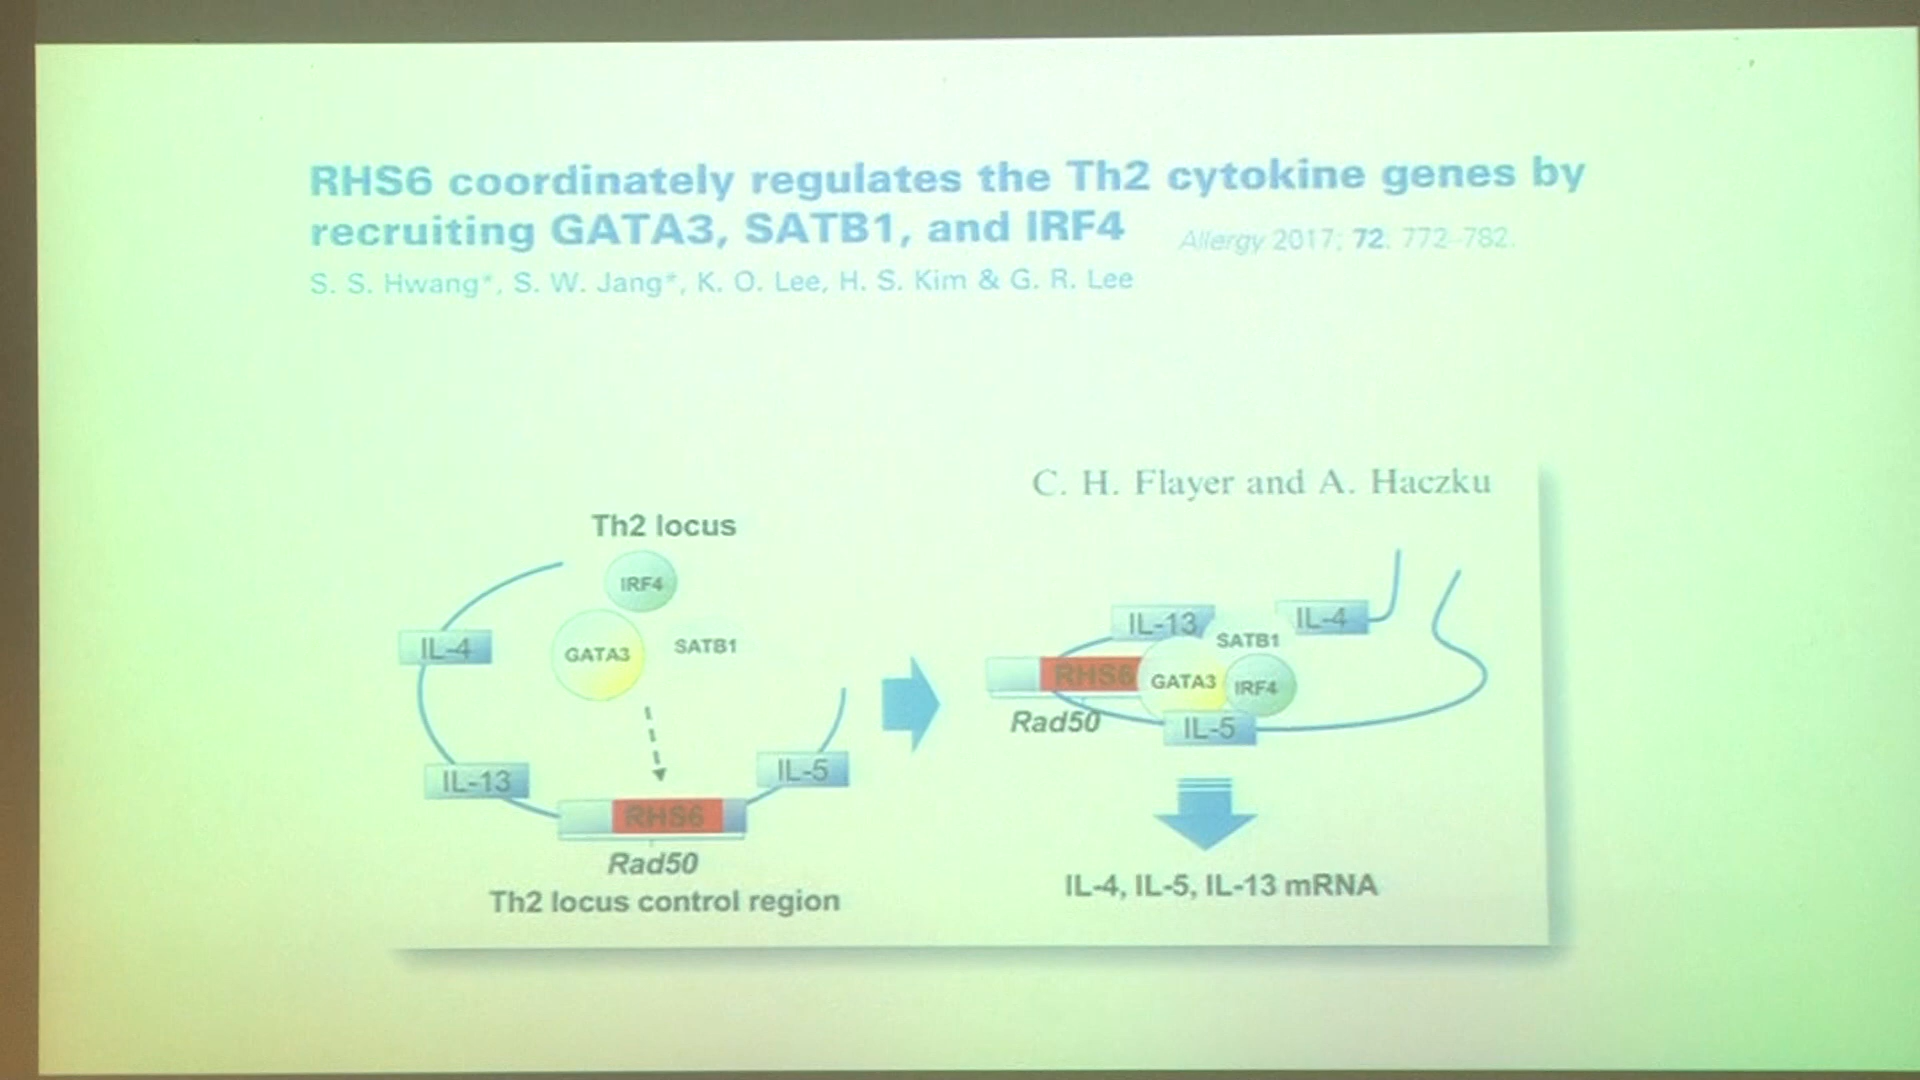 RHS6 coordinately regulates the Th2 cytokine genes by
recruiting GATA3, SATB1, and IRF4
Allergy 2017; 72: 772–782.
S. S. Hwang*, S. W. Jang*, K. O. Lee, H. S. Kim & G. R. Lee
C. H. Flayer and A. Haczku
Th2 locus
IRF4
GATA3
SATB1
IL-4
IL-13
IL-5
RHS6
Rad50
Th2 locus control region
IL-13
IL-4
SATB1
RHS6
GATA3
IRF4
Rad50
IL-5
IL-4, IL-5, IL-13 mRNA